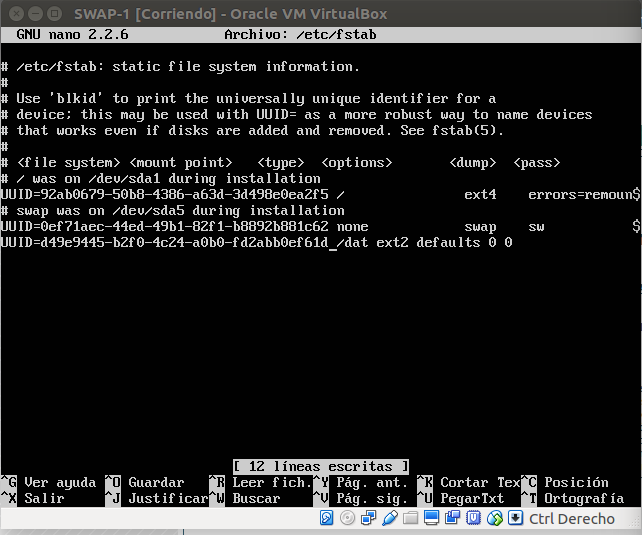 SWAP-1 [Corriendo] - Oracle VM VirtualBox
GNU nano 2.2.6 Archivo: /etc/fstab
# /etc/fstab: static file system information.
#
# Use 'blkid' to print the universally unique identifier for a
# device; this may be used with UUID= as a more robust way to name devices
# that works even if disks are added and removed. See fstab(5).
#
# <file system> <mount point>   <type>  <options>       <dump>  <pass>
# / was on /dev/sda1 during installation
UUID=92ab0679-50b8-4386-a63d-3d498e0ea2f5 /               ext4    errors=remoun$
# swap was on /dev/sda5 during installation
UUID=0ef71aec-44ed-49b1-82f1-b8892b881c62 none            swap    sw           $
UUID=d49e9445-b2f0-4c24-a0b0-fd2abb0ef61d_/dat ext2 defaults 0 0
[ 12 líneas escritas ]
^G Ver ayuda ^O Guardar ^R Leer fich. ^Y Pág. ant. ^K Cortar Tex ^C Posición
^X Salir ^J Justificar ^W Buscar ^V Pág. sig. ^U PegarTxt ^T Ortografía
Ctrl Derecho